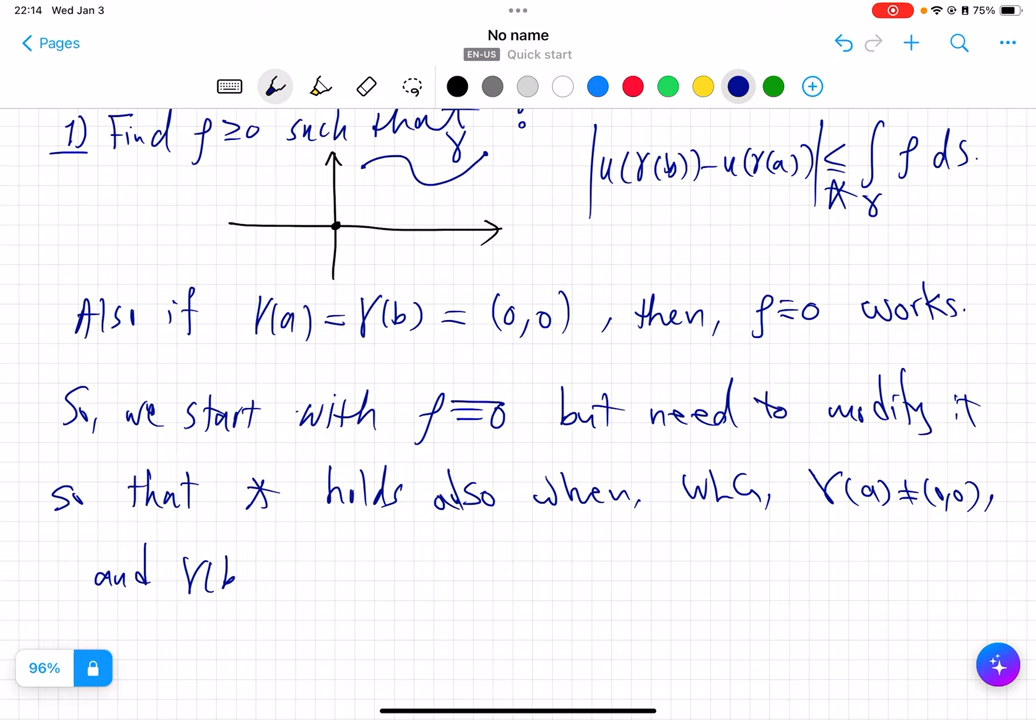 22:14 Wed Jan 3
75%
Pages
No name
EN-US Quick start
1) Find ρ≥0 such that :
γ
|u(γ(b))-u(γ(a))| ≤ ∫ ρ ds.
* γ
Also if γ(a) = γ(b) = (0,0), then, ρ≡0 works.
So, we start with ρ≡0 but need to modify it
so that * holds also when, WLG, γ(a)≠(0,0),
and γ(b
96%